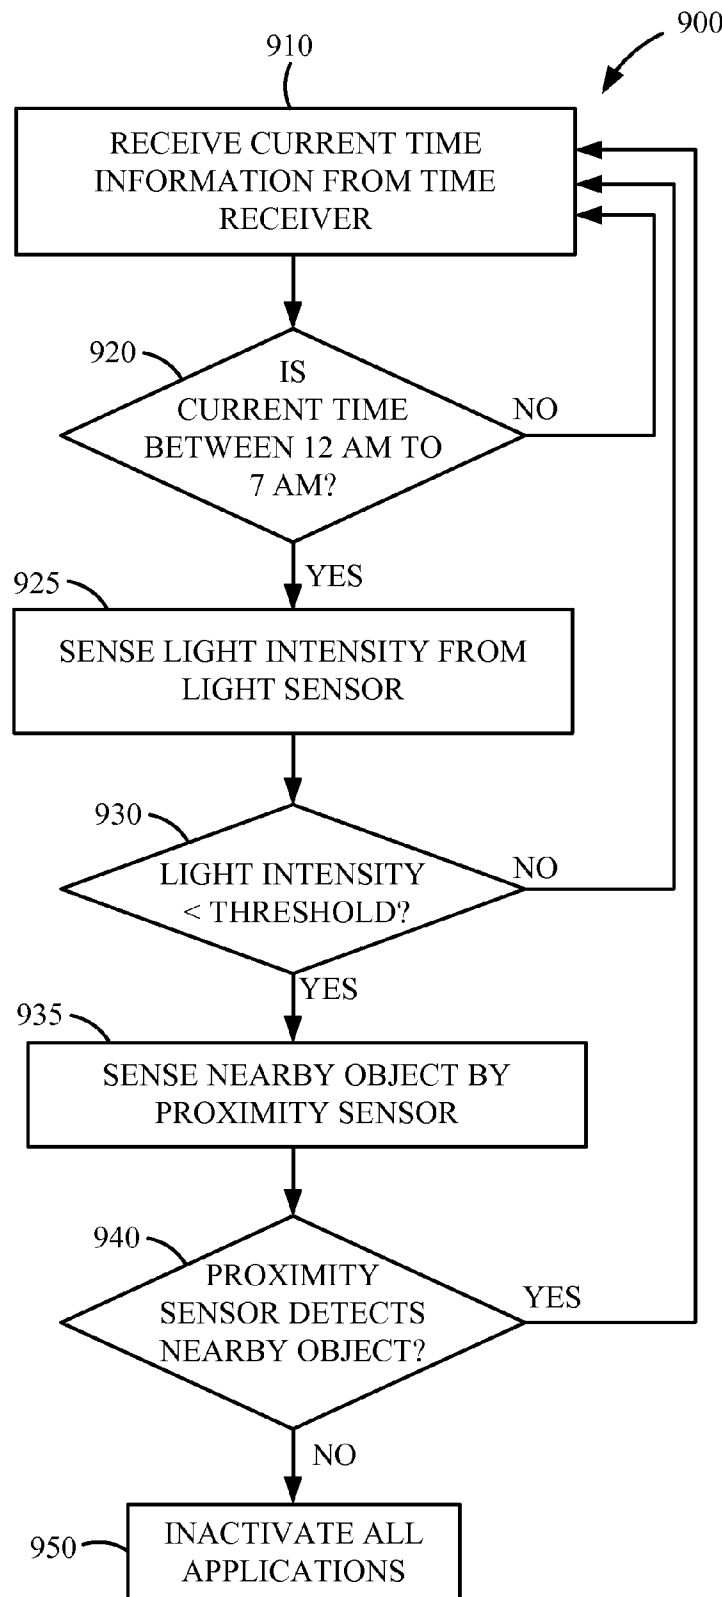 900
910
RECEIVE CURRENT TIME
INFORMATION FROM TIME
RECEIVER
920
IS
CURRENT TIME
BETWEEN 12 AM TO
7 AM?
NO
YES
925
SENSE LIGHT INTENSITY FROM
LIGHT SENSOR
930
LIGHT INTENSITY
< THRESHOLD?
NO
YES
935
SENSE NEARBY OBJECT BY
PROXIMITY SENSOR
940
PROXIMITY
SENSOR DETECTS
NEARBY OBJECT?
YES
NO
950
INACTIVATE ALL
APPLICATIONS